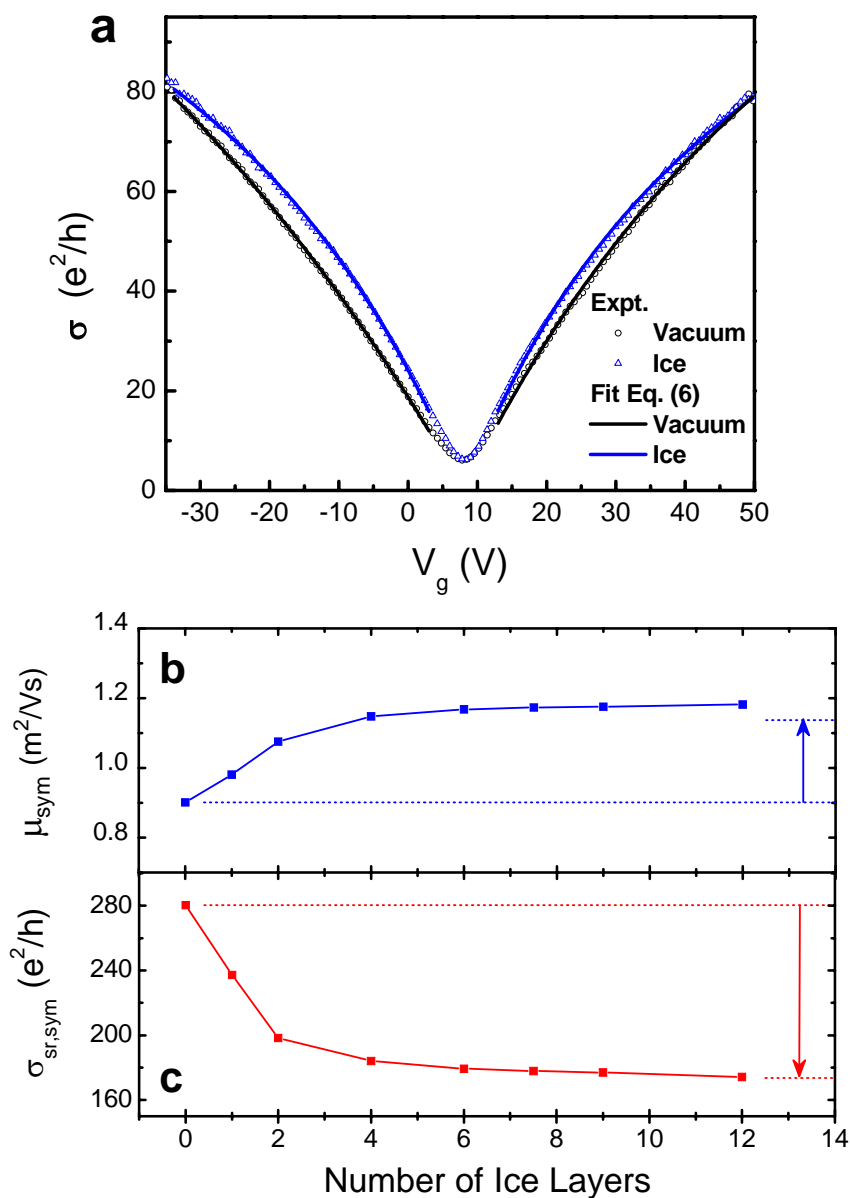 a
80
60
40
20
0
σ (e²/h)
Expt.
Vacuum
Ice
Fit Eq. (6)
Vacuum
Ice
-30 -20 -10 0 10 20 30 40 50
V_g (V)
b
1.4
1.2
1.0
0.8
μ_sym (m²/Vs)
280
240
200
160
σ_sr,sym (e²/h)
c
0 2 4 6 8 10 12 14
Number of Ice Layers